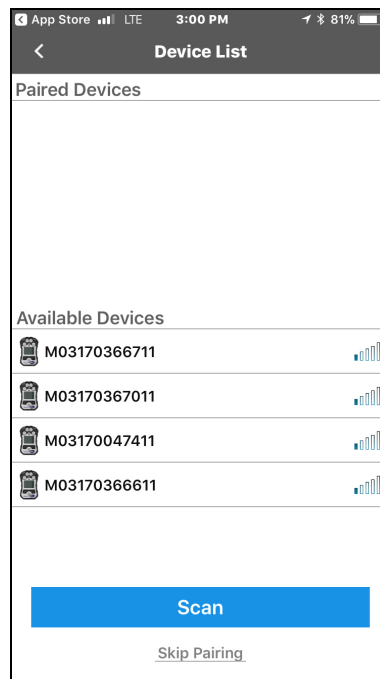 App Store LTE 3:00 PM 81%
Device List
Paired Devices
Available Devices
M03170366711
M03170367011
M03170047411
M03170366611
Scan
Skip Pairing